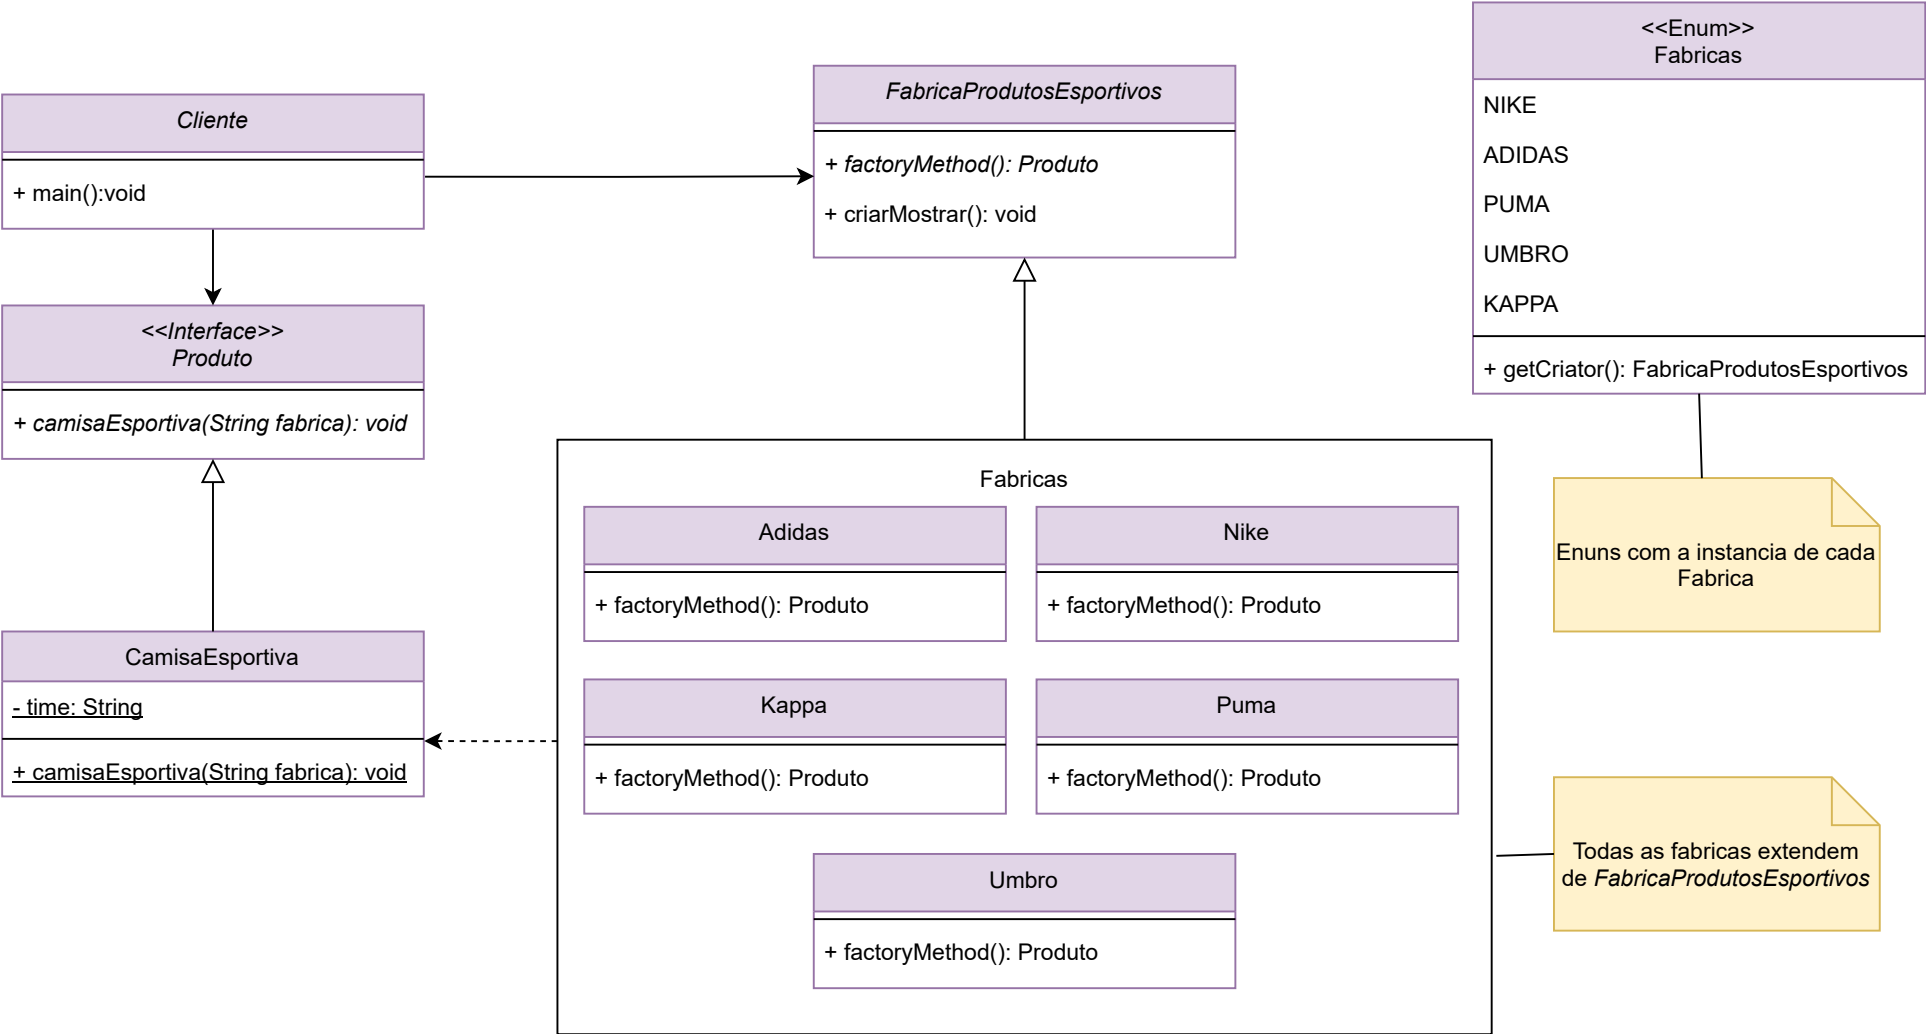 Cliente
+ main():void
<<Interface>>
Produto
+ camisaEsportiva(String fabrica): void
CamisaEsportiva
- time: String
+ camisaEsportiva(String fabrica): void
FabricaProdutosEsportivos
+ factoryMethod(): Produto
+ criarMostrar(): void
Fabricas
Adidas
+ factoryMethod(): Produto
Nike
+ factoryMethod(): Produto
Kappa
+ factoryMethod(): Produto
Puma
+ factoryMethod(): Produto
Umbro
+ factoryMethod(): Produto
<<Enum>>
Fabricas
NIKE
ADIDAS
PUMA
UMBRO
KAPPA
+ getCriator(): FabricaProdutosEsportivos
Enuns com a instancia de cada
Fabrica
Todas as fabricas extendem
de FabricaProdutosEsportivos